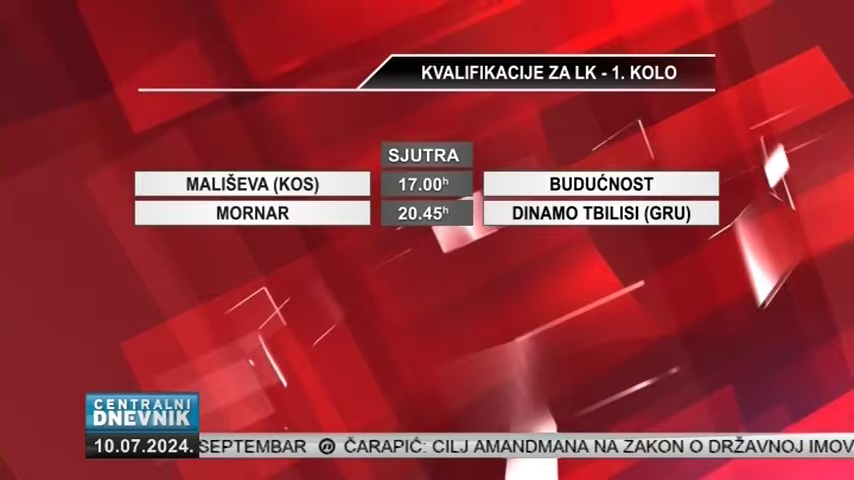 KVALIFIKACIJE ZA LK - 1. KOLO
SJUTRA
MALIŠEVA (KOS) 17.00h BUDUĆNOST
MORNAR 20.45h DINAMO TBILISI (GRU)
CENTRALNI
DNEVNIK
10.07.2024. SEPTEMBAR @ ČARAPIĆ: CILJ AMANDMANA NA ZAKON O DRŽAVNOJ IMOV